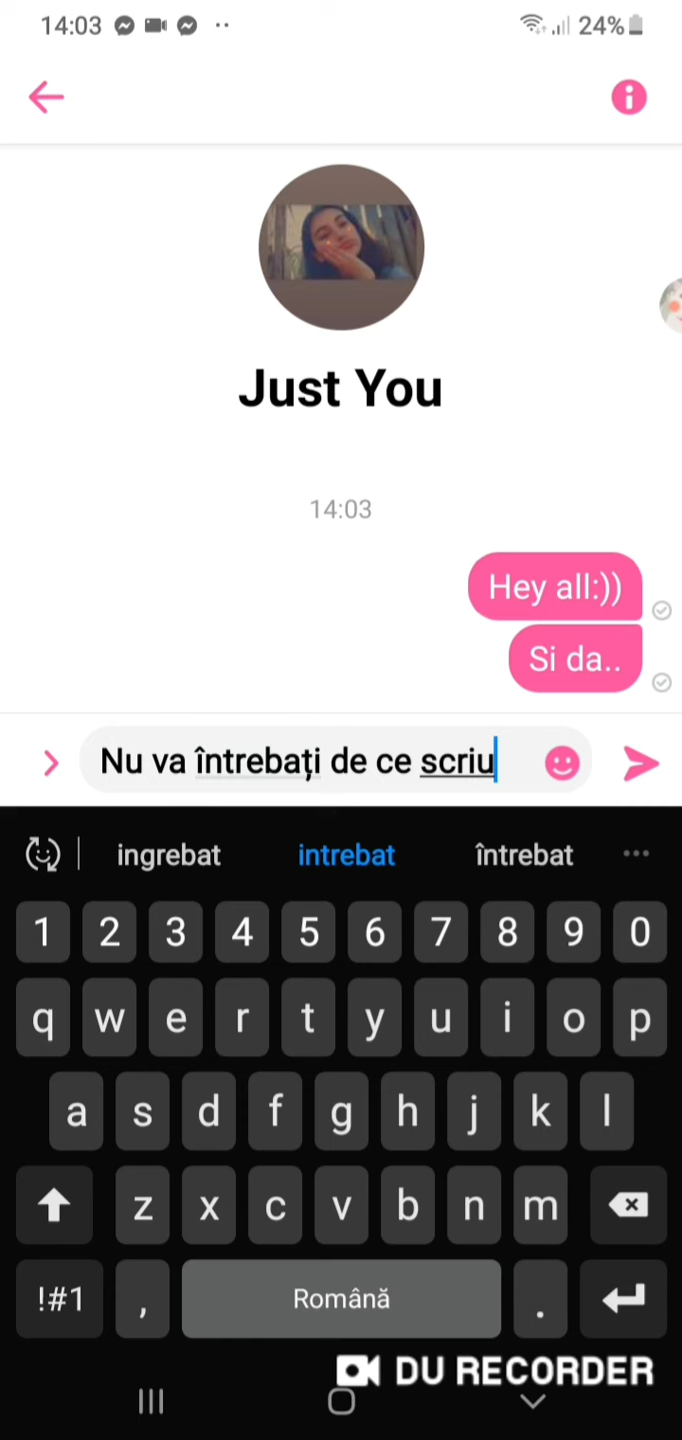 14:03
24%
Just You
14:03
Hey all:))
Si da..
Nu va întrebați de ce scriu
ingrebat intrebat întrebat
1 2 3 4 5 6 7 8 9 0
q w e r t y u i o p
a s d f g h j k l
z x c v b n m
!#1 , Română .
DU RECORDER